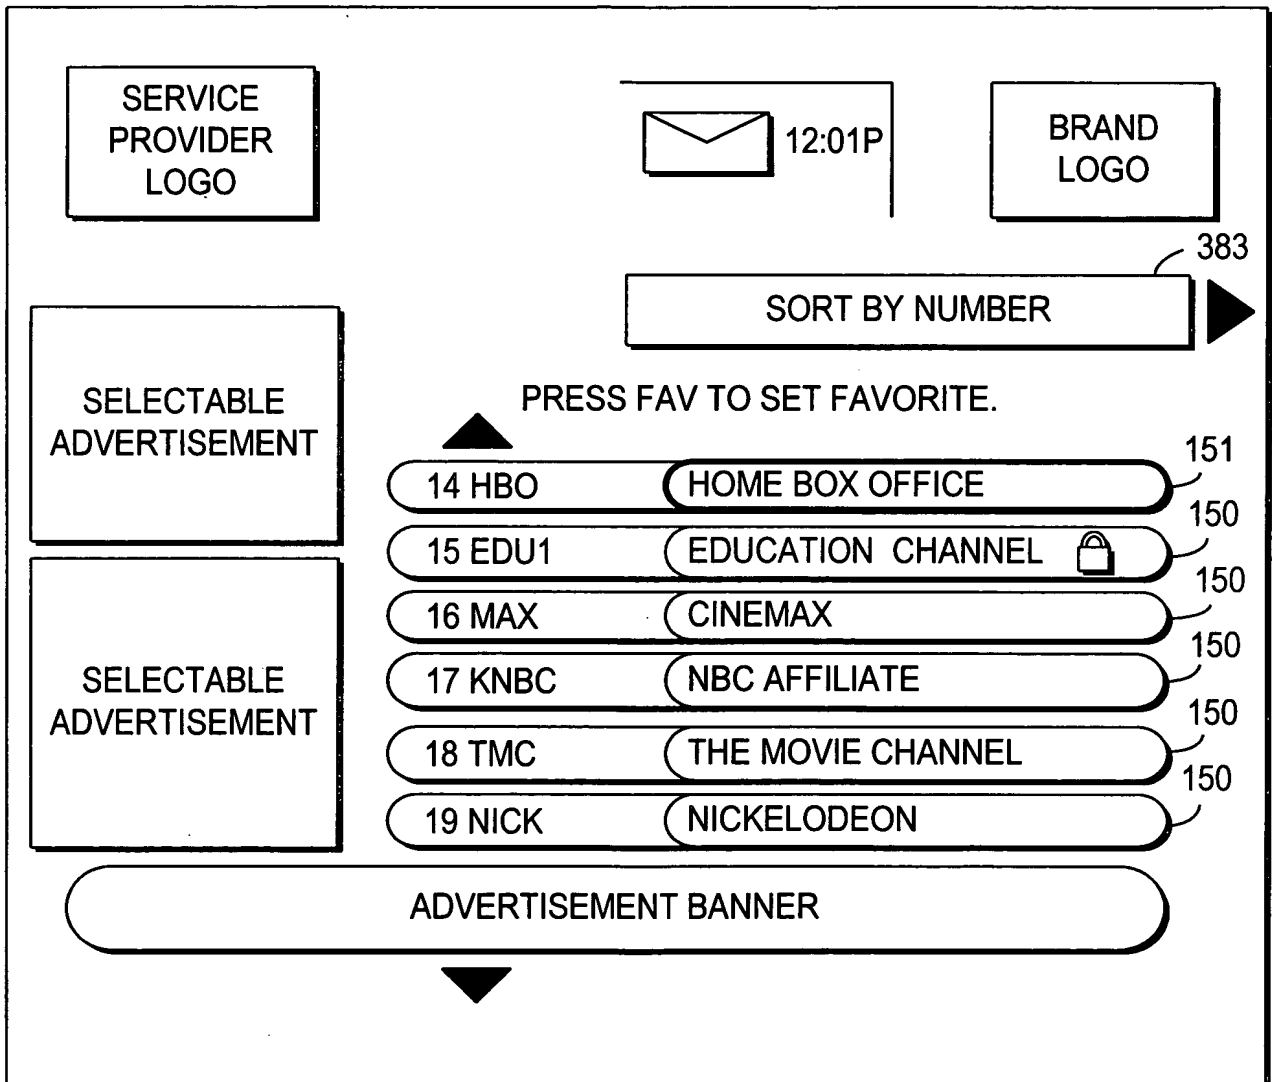 SERVICE
PROVIDER
LOGO
12:01P
BRAND
LOGO
383
SORT BY NUMBER
SELECTABLE
ADVERTISEMENT
PRESS FAV TO SET FAVORITE.
14 HBO HOME BOX OFFICE 151
15 EDU1 EDUCATION CHANNEL 150
16 MAX CINEMAX 150
17 KNBC NBC AFFILIATE 150
18 TMC THE MOVIE CHANNEL 150
19 NICK NICKELODEON 150
SELECTABLE
ADVERTISEMENT
ADVERTISEMENT BANNER